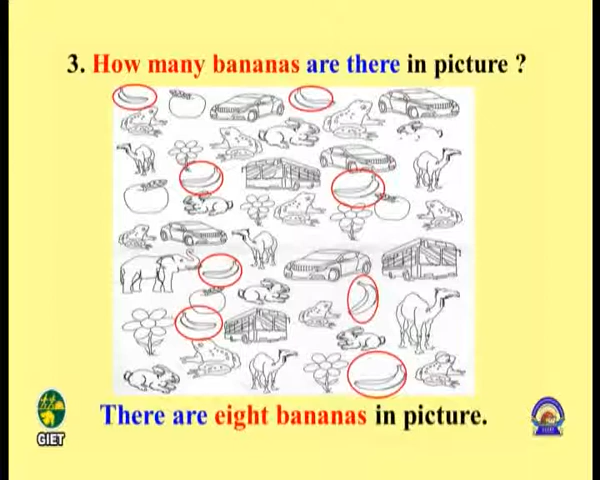 3. How many bananas are there in picture ?
There are eight bananas in picture.
GIET